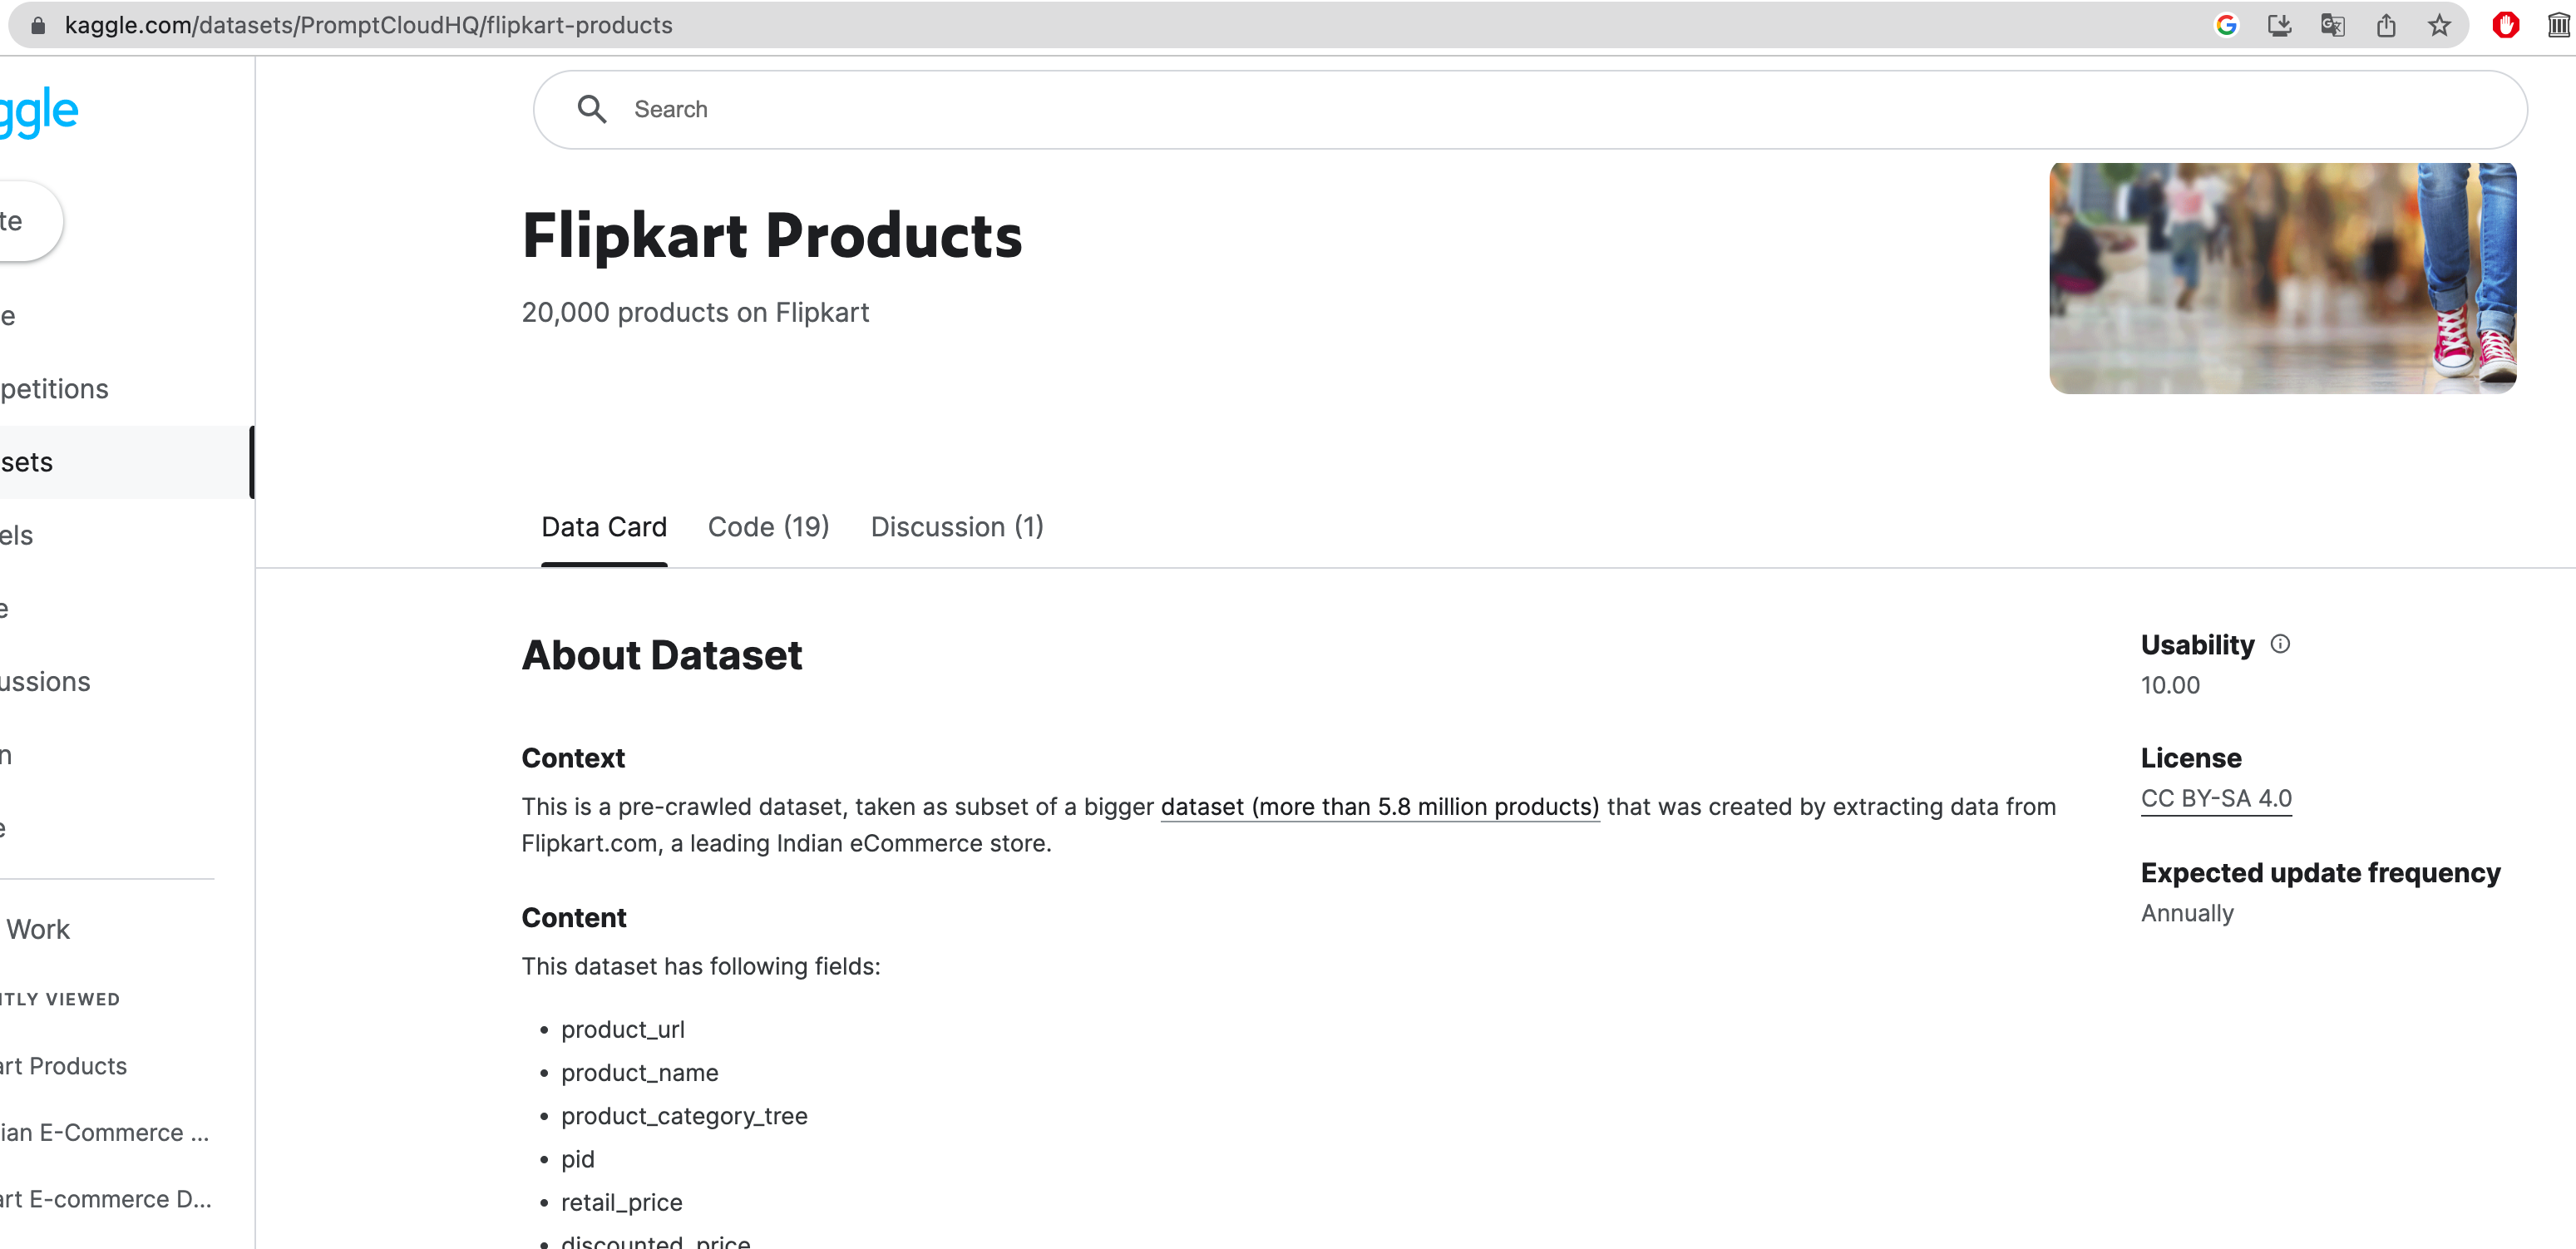 kaggle.com/datasets/PromptCloudHQ/flipkart-products
ggle
Search
te
Flipkart Products
20,000 products on Flipkart
e
petitions
sets
els
e
ussions
n
e
Work
NTLY VIEWED
art Products
ian E-Commerce ...
art E-commerce D...
Data Card Code (19) Discussion (1)
About Dataset
Context
This is a pre-crawled dataset, taken as subset of a bigger dataset (more than 5.8 million products) that was created by extracting data from
Flipkart.com, a leading Indian eCommerce store.
Content
This dataset has following fields:
• product_url
• product_name
• product_category_tree
• pid
• retail_price
• discounted_price
Usability
10.00
License
CC BY-SA 4.0
Expected update frequency
Annually